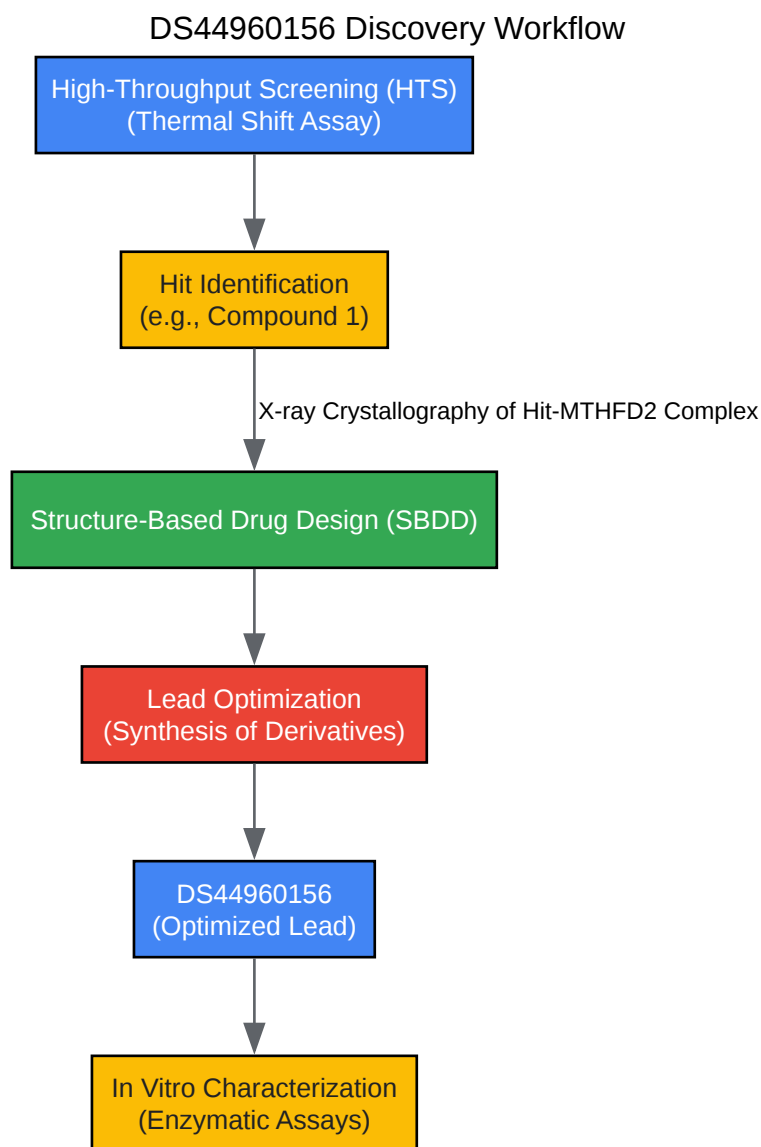 DS44960156 Discovery Workflow
High-Throughput Screening (HTS)
(Thermal Shift Assay)
Hit Identification
(e.g., Compound 1)
X-ray Crystallography of Hit-MTHFD2 Complex
Structure-Based Drug Design (SBDD)
Lead Optimization
(Synthesis of Derivatives)
DS44960156
(Optimized Lead)
In Vitro Characterization
(Enzymatic Assays)